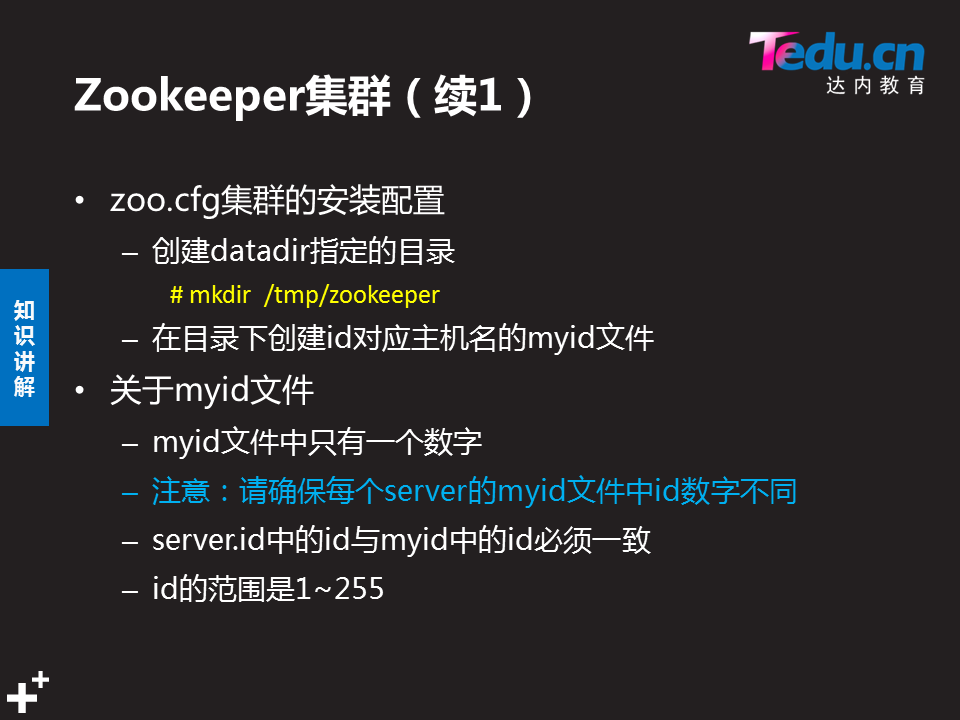 Tedu.cn
达内教育
Zookeeper集群（续1）
• zoo.cfg集群的安装配置
– 创建datadir指定的目录
# mkdir /tmp/zookeeper
– 在目录下创建id对应主机名的myid文件
• 关于myid文件
– myid文件中只有一个数字
– 注意：请确保每个server的myid文件中id数字不同
– server.id中的id与myid中的id必须一致
– id的范围是1~255
知识讲解